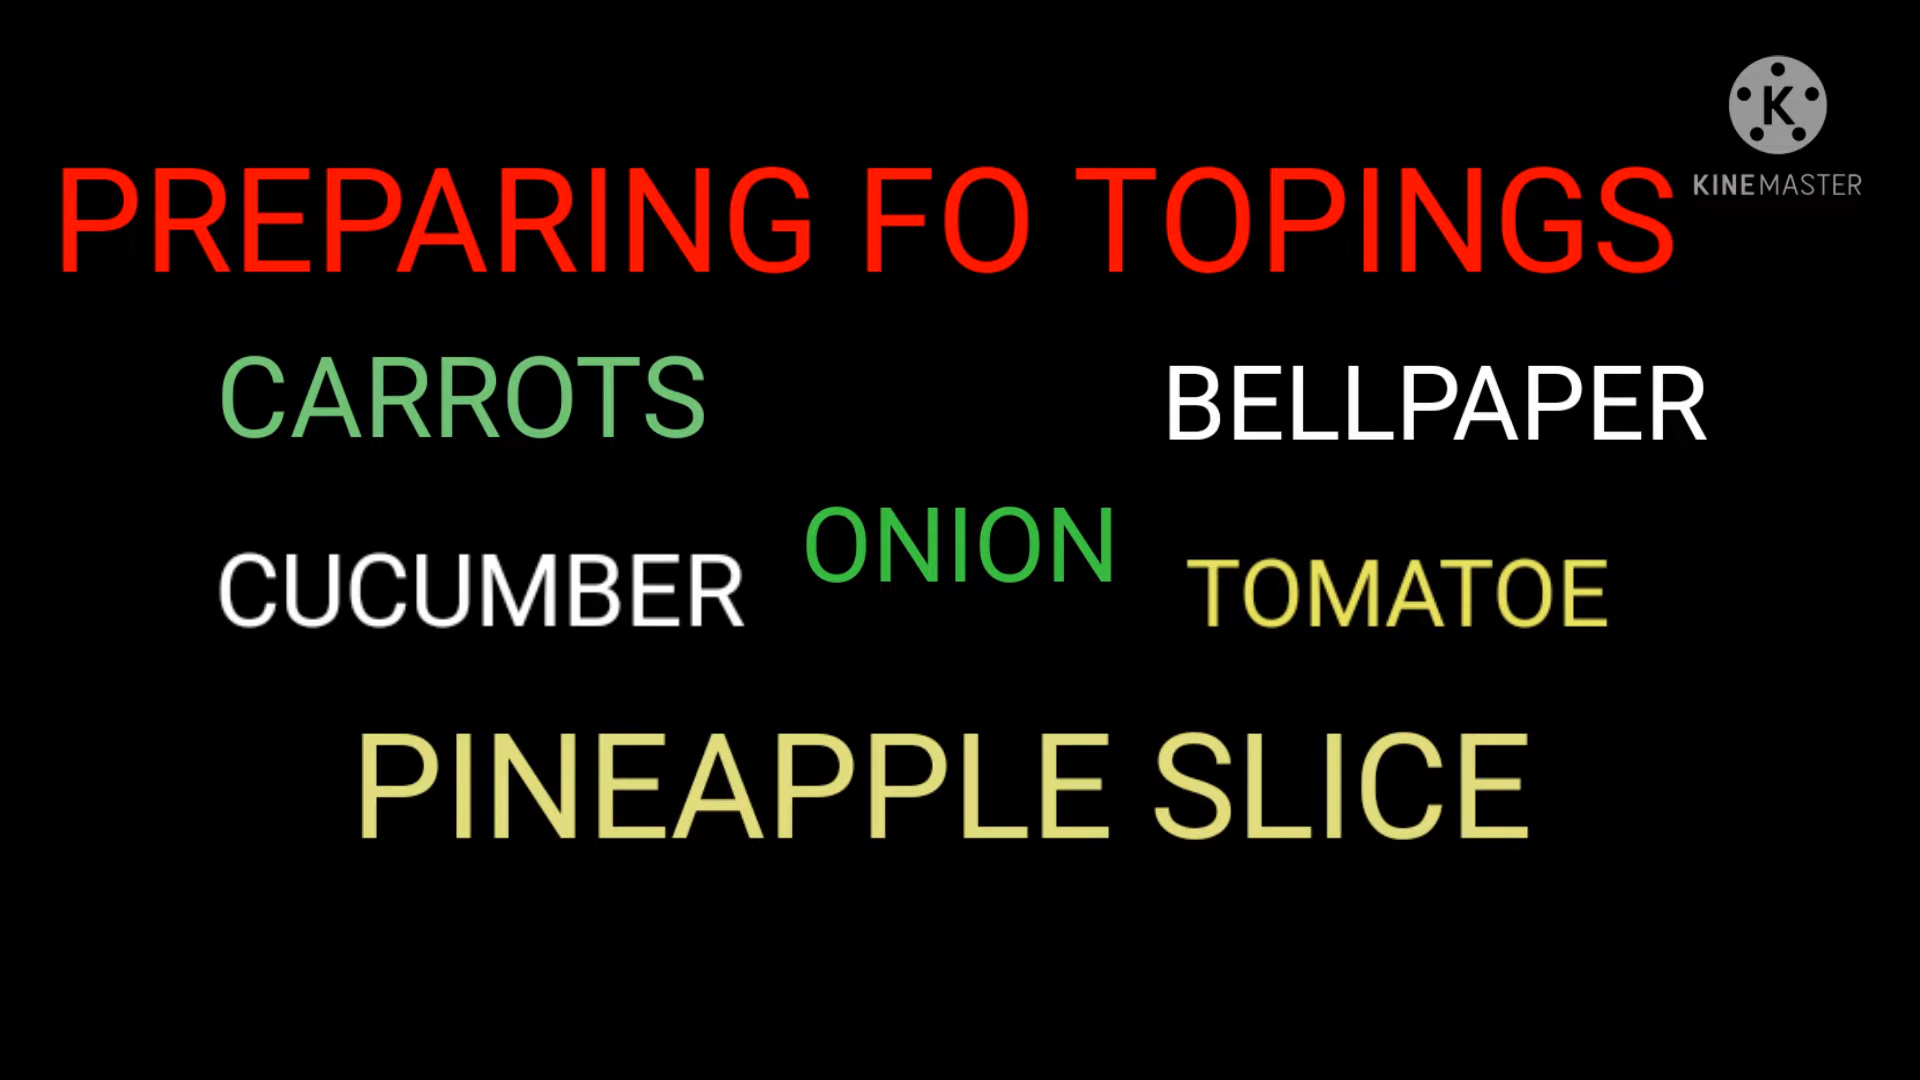 K
KINEMASTER
PREPARING FO TOPINGS
CARROTS
BELLPAPER
ONION
CUCUMBER
TOMATOE
PINEAPPLE SLICE